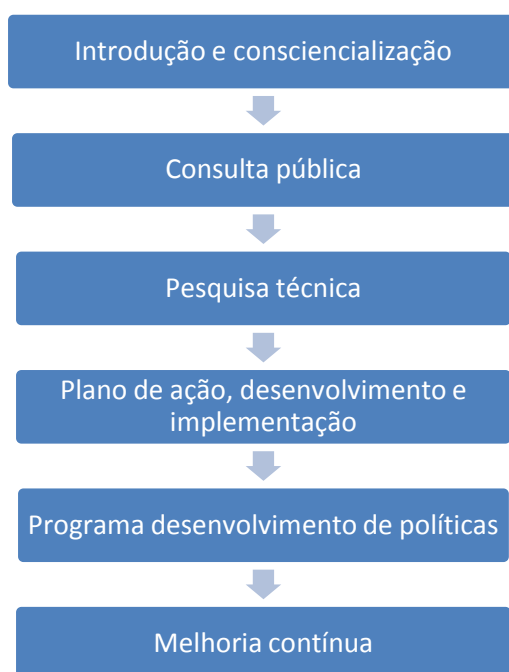 Introdução e consciencialização
Consulta pública
Pesquisa técnica
Plano de ação, desenvolvimento e
implementação
Programa desenvolvimento de políticas
Melhoria contínua